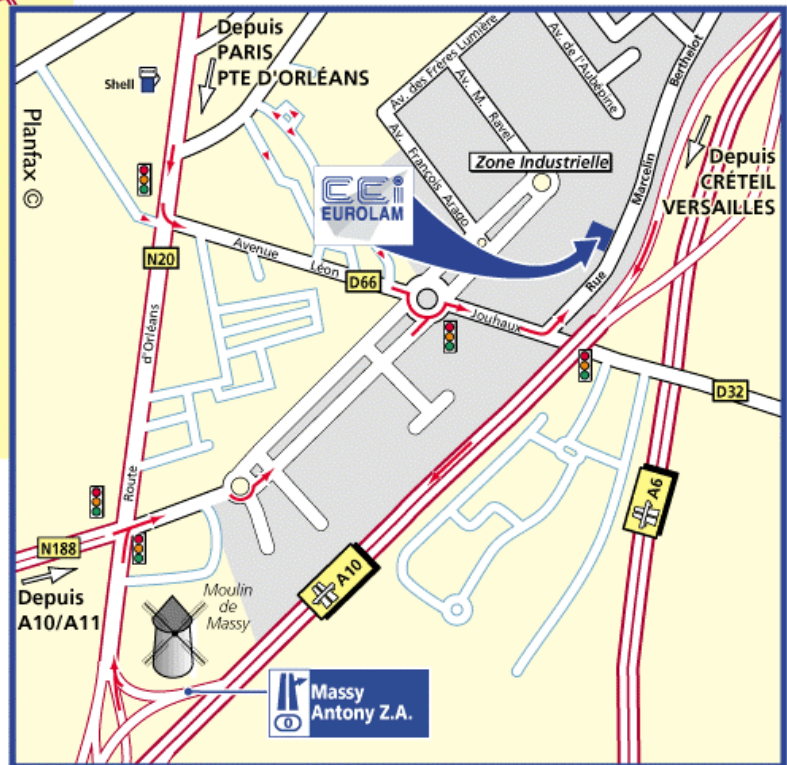 Depuis
PARIS
PTE D'ORLÉANS
Shell
Planfax ©
Av. des Frères Lumière
Av. M. Ravel
Av. de l'Aubépine
Av. François Arago
Zone Industrielle
Berthelot
Marcelin
Rue
Depuis
CRÉTEIL
VERSAILLES
CCi
EUROLAM
N20
Avenue
Léon
D66
Jouhaux
D32
d'Orléans
Route
A6
N188
A10
Depuis
A10/A11
Moulin
de
Massy
0
Massy
Antony Z.A.